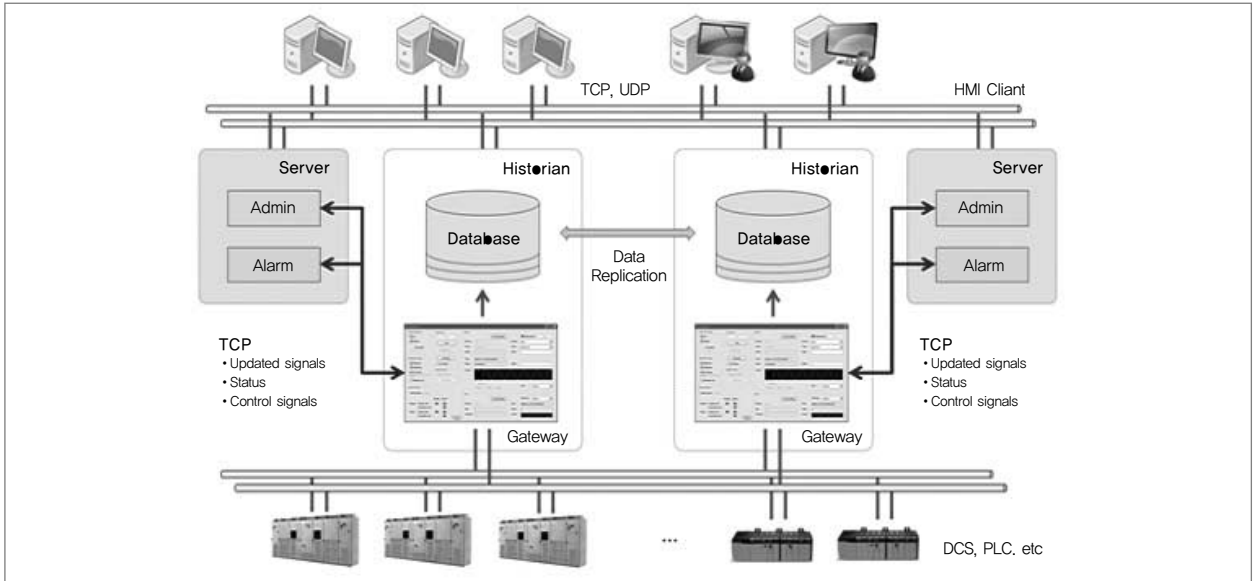 TCP, UDP
HMI Cliant
Server
Historian
Historian
Server
Admin
Alarm
Database
Data
Replication
Database
Admin
Alarm
TCP
• Updated signals
• Status
• Control signals
TCP
• Updated signals
• Status
• Control signals
Gateway
Gateway
...
DCS, PLC. etc